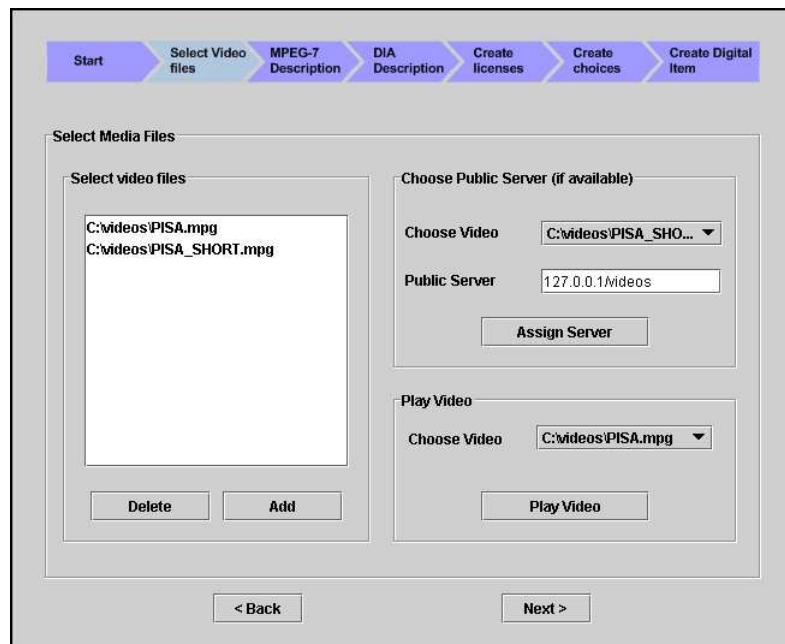 Start
Select Video
files
MPEG-7
Description
DIA
Description
Create
licenses
Create
choices
Create Digital
Item
Select Media Files
Select video files
C:\videos\PISA.mpg
C:\videos\PISA_SHORT.mpg
Delete
Add
Choose Public Server (if available)
Choose Video
C:\videos\PISA_SHO...
Public Server
127.0.0.1/videos
Assign Server
Play Video
Choose Video
C:\videos\PISA.mpg
Play Video
< Back
Next >